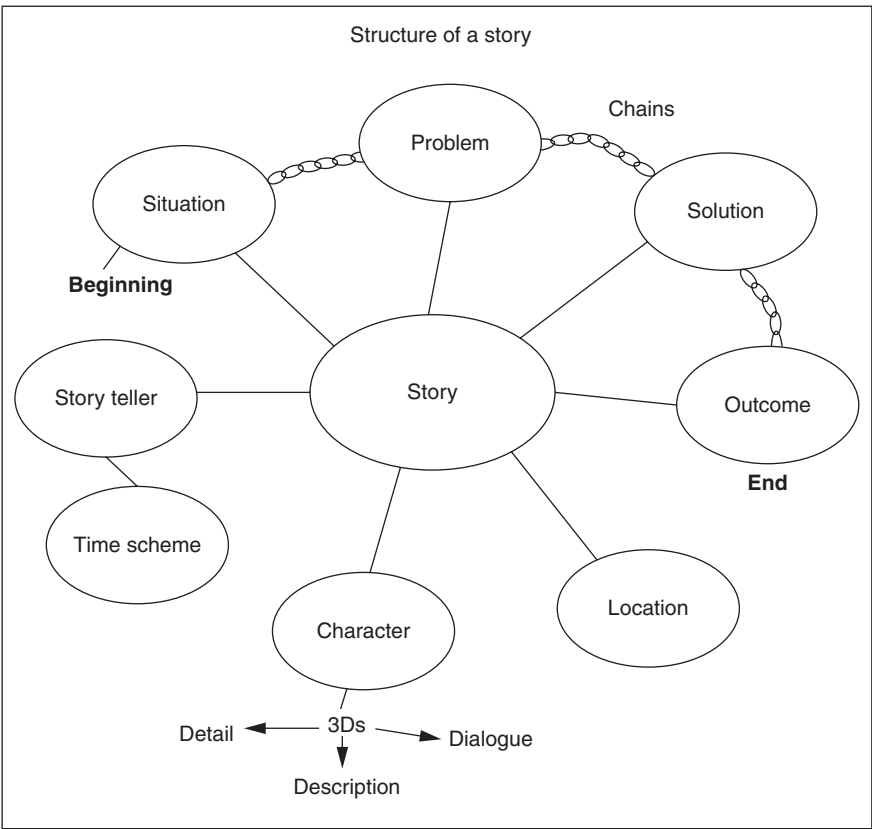 Structure of a story
Chains
Problem
Situation
Solution
Beginning
Story teller
Story
Outcome
End
Time scheme
Location
Character
3Ds
Detail
Dialogue
Description